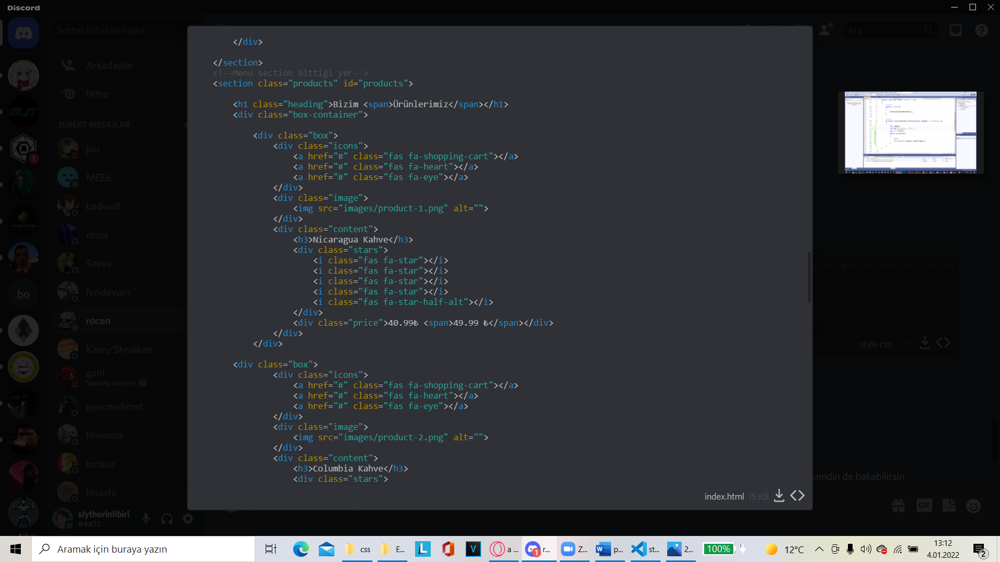 Discord
Sohbet bul ya da başlat
Arkadaşlar
Nitro
DİREKT MESAJLAR
jou
MEE6
badwolf
reina
Saeva
ferideyum
rocen
Kaan/Shruikan
guni
Spotify dinliyor
gencmehmet
Niemela
lunaaa
hisashi
slytherinlibiri
#4475
SLIT
PHANTOM
bo
1
</div>
</section>
<!--Menu section bittiği yer-->
<section class="products" id="products">
<h1 class="heading">Bizim <span>Ürünlerimiz</span></h1>
<div class="box-container">
<div class="box">
<div class="icons">
<a href="#" class="fas fa-shopping-cart"></a>
<a href="#" class="fas fa-heart"></a>
<a href="#" class="fas fa-eye"></a>
</div>
<div class="image">
<img src="images/product-1.png" alt="">
</div>
<div class="content">
<h3>Nicaragua Kahve</h3>
<div class="stars">
<i class="fas fa-star"></i>
<i class="fas fa-star"></i>
<i class="fas fa-star"></i>
<i class="fas fa-star"></i>
<i class="fas fa-star-half-alt"></i>
</div>
<div class="price">40.99₺ <span>49.99 ₺</span></div>
</div>
</div>
<div class="box">
<div class="icons">
<a href="#" class="fas fa-shopping-cart"></a>
<a href="#" class="fas fa-heart"></a>
<a href="#" class="fas fa-eye"></a>
</div>
<div class="image">
<img src="images/product-2.png" alt="">
</div>
<div class="content">
<h3>Columbia Kahve</h3>
<div class="stars">
index.html 15 KB
Ara
google fonttan alip
style.css
kendin de bakabilirsin
GIF
Aramak için buraya yazın
css
E...
a ...
r...
Z...
p...
st...
2...
100%
12°C
13:12
4.01.2022
2